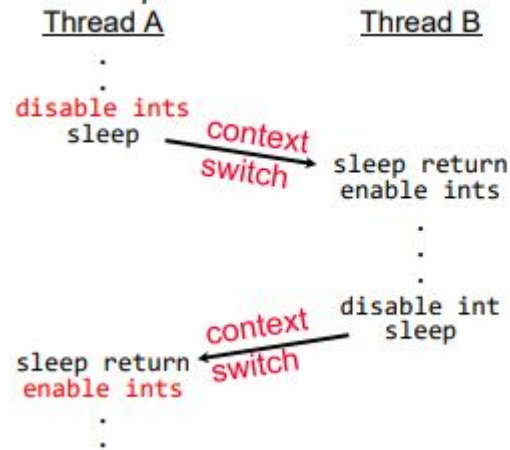 Thread A
Thread B
.
.
disable ints
sleep
context
switch
sleep return
enable ints
.
.
.
disable int
sleep
context
switch
sleep return
enable ints
.
.